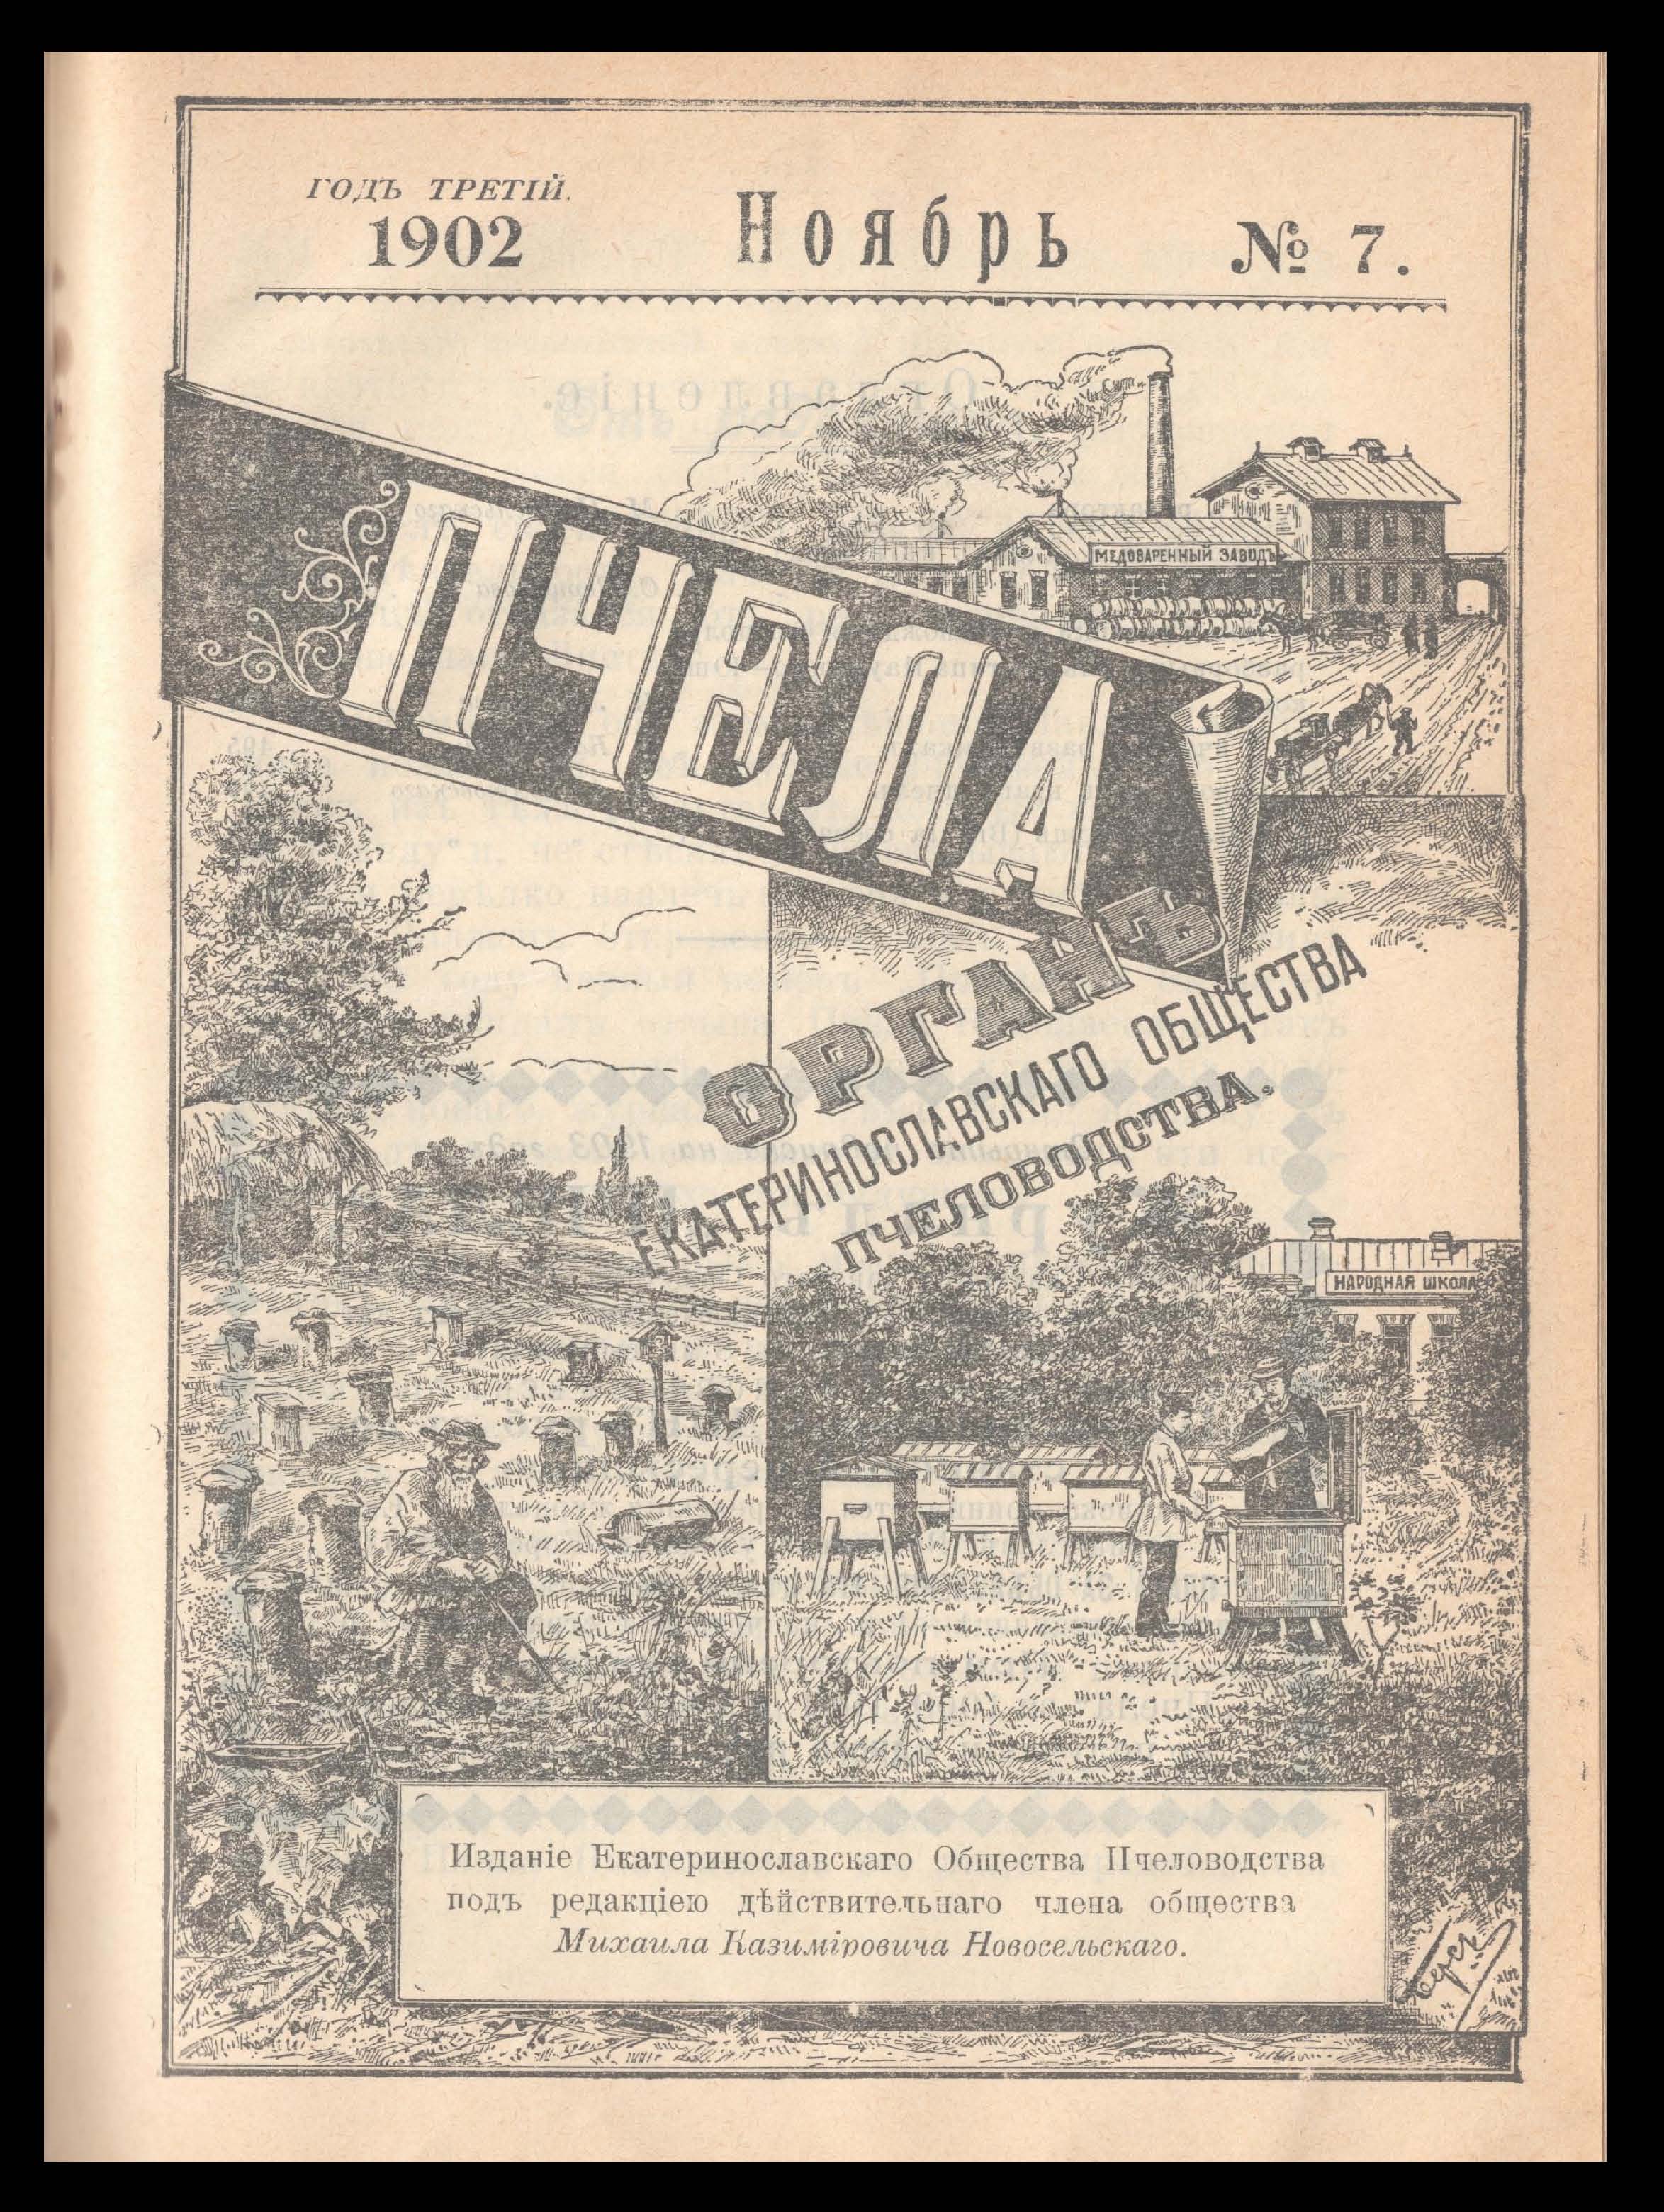 ГОДЪ ТРЕТІЙ.
1902
Ноябрь
№ 7.
МЕДОВАРЕННЫЙ ЗАВОДЪ
ПЧЕЛА
ОРГАНЪ
ЕКАТЕРИНОСЛАВСКАГО ОБЩЕСТВА
ПЧЕЛОВОДСТВА.
НАРОДНАЯ ШКОЛА
Изданіе Екатеринославскаго Общества Пчеловодства
подъ редакціею дѣйствительнаго члена общества
Михаила Казиміровича Новосельскаго.